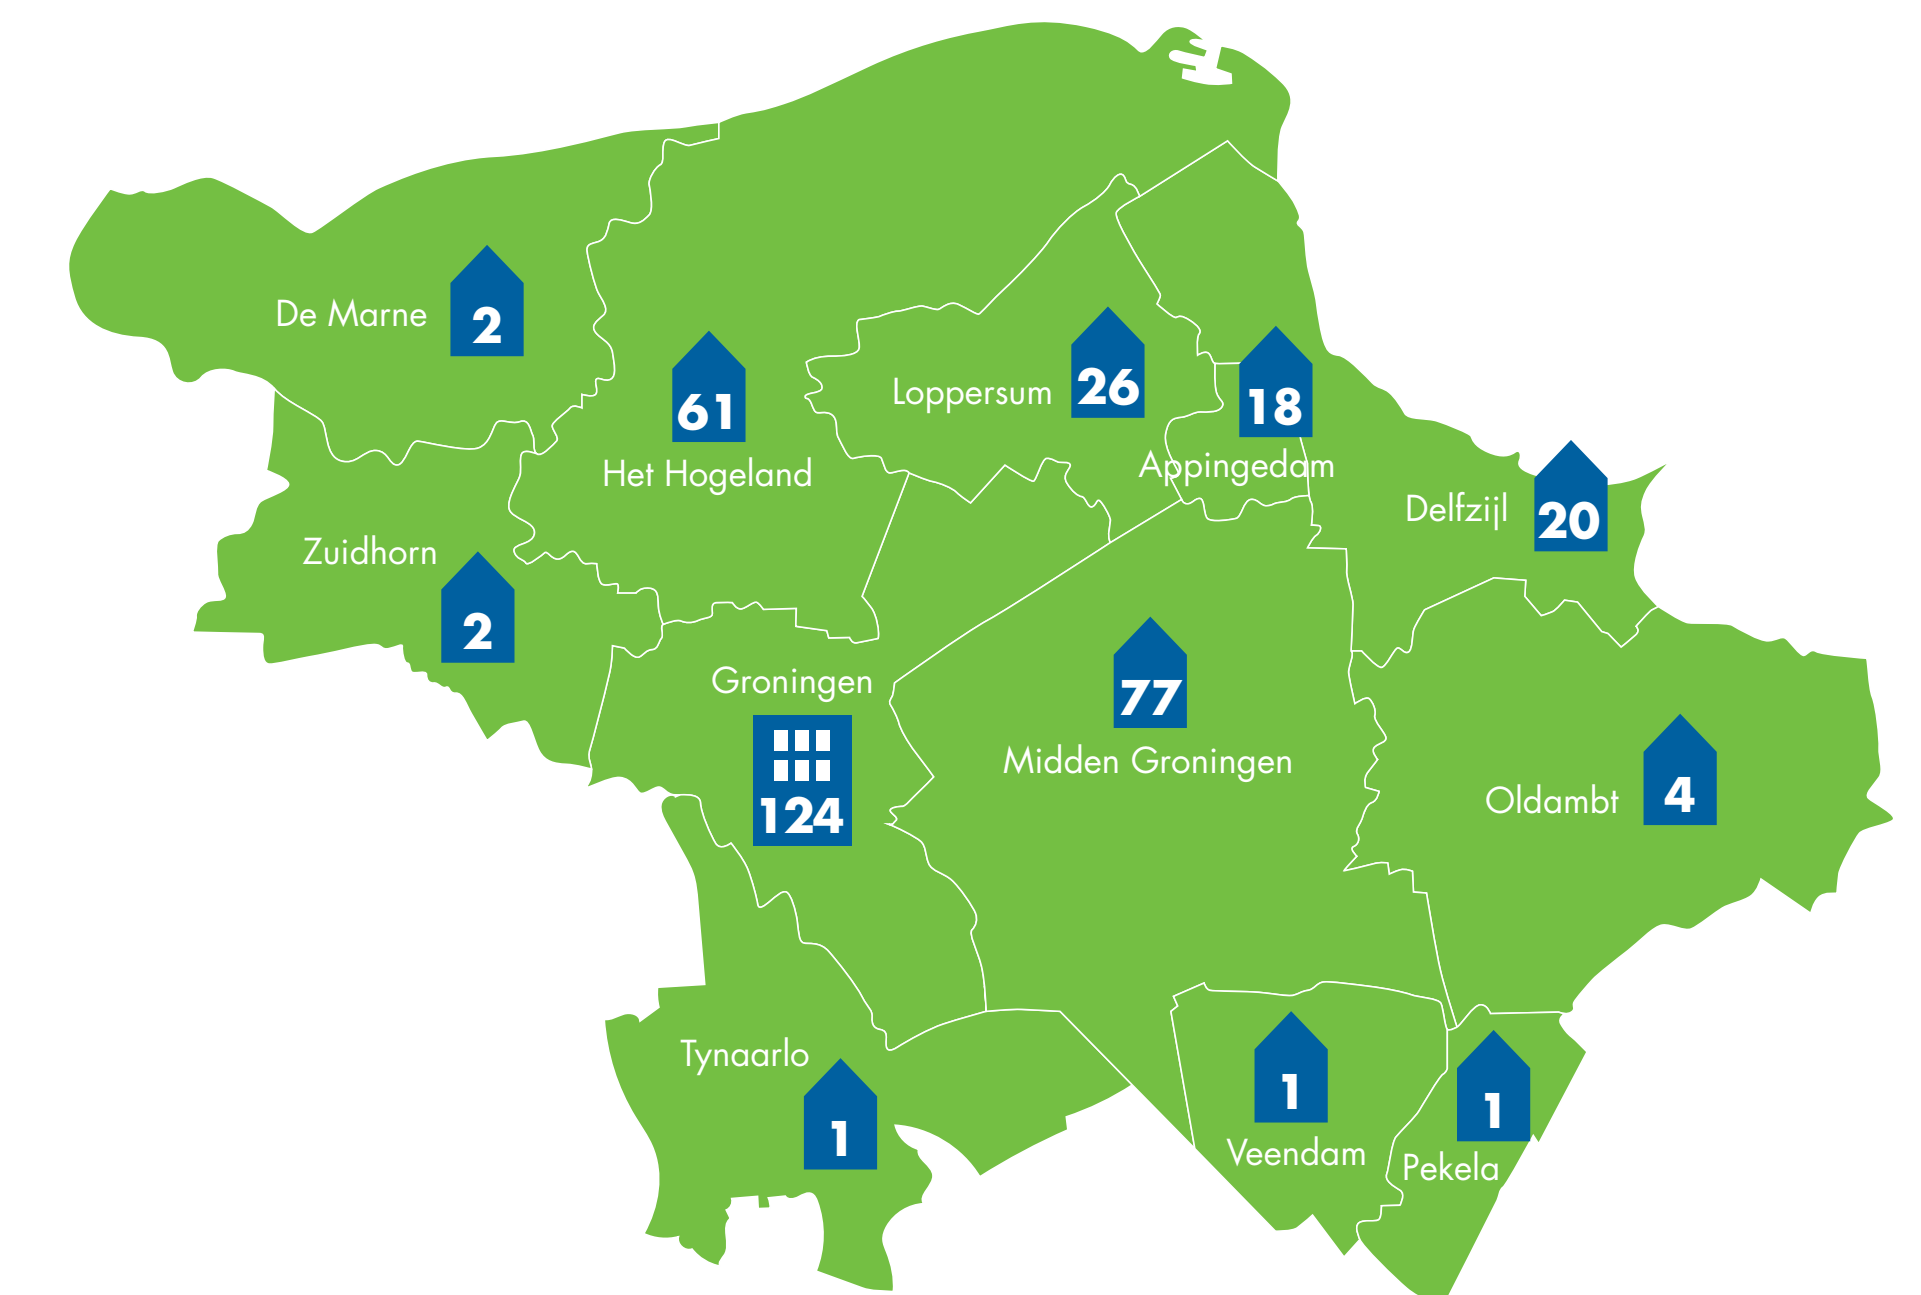 De Marne
2
61
Het Hogeland
Loppersum
26
18
Appingedam
Delfzijl
20
Zuidhorn
2
Groningen
124
77
Midden Groningen
Oldambt
4
Tynaarlo
1
1
Veendam
1
Pekela